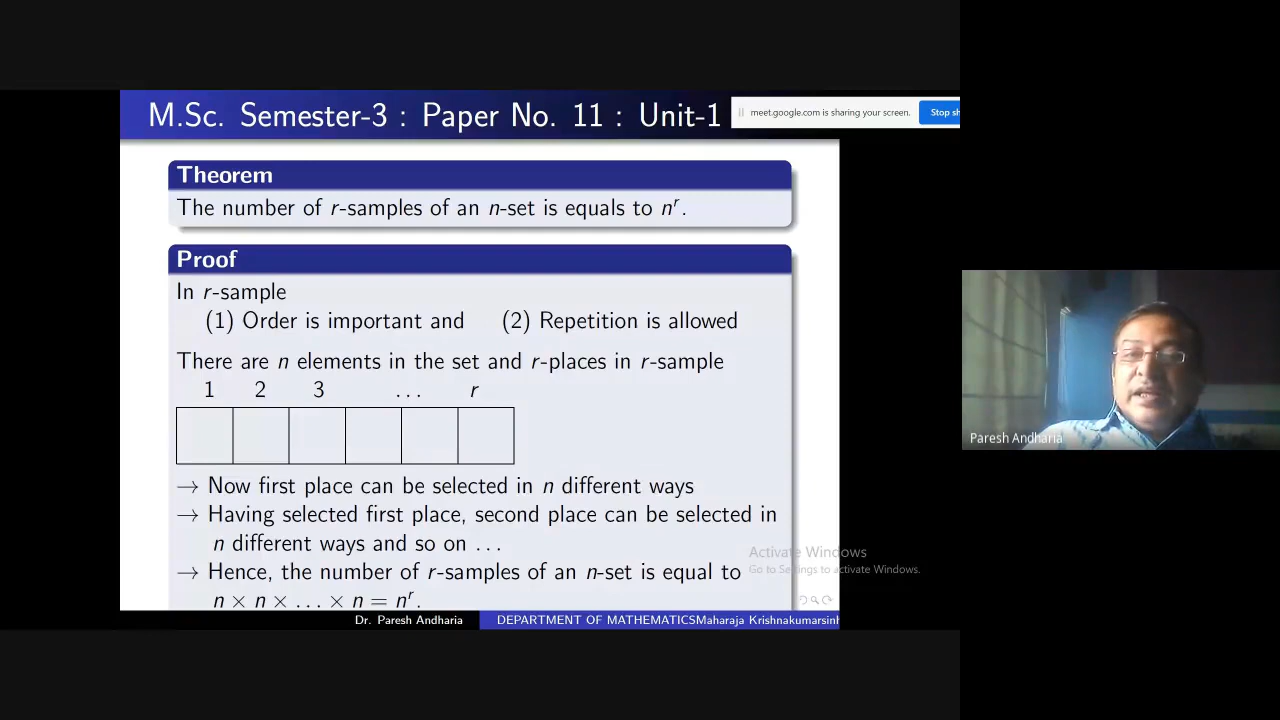 M.Sc. Semester-3 : Paper No. 11 : Unit-1
meet.google.com is sharing your screen.
Stop sh
Theorem
The number of r-samples of an n-set is equals to nʳ.
Proof
In r-sample
(1) Order is important and (2) Repetition is allowed
There are n elements in the set and r-places in r-sample
1 2 3 ... r
→ Now first place can be selected in n different ways
→ Having selected first place, second place can be selected in
n different ways and so on ...
→ Hence, the number of r-samples of an n-set is equal to
n × n × ... × n = nʳ.
Activate Windows
Go to Settings to activate Windows.
Dr. Paresh Andharia
DEPARTMENT OF MATHEMATICSMaharaja Krishnakumarsinh
Paresh Andharia